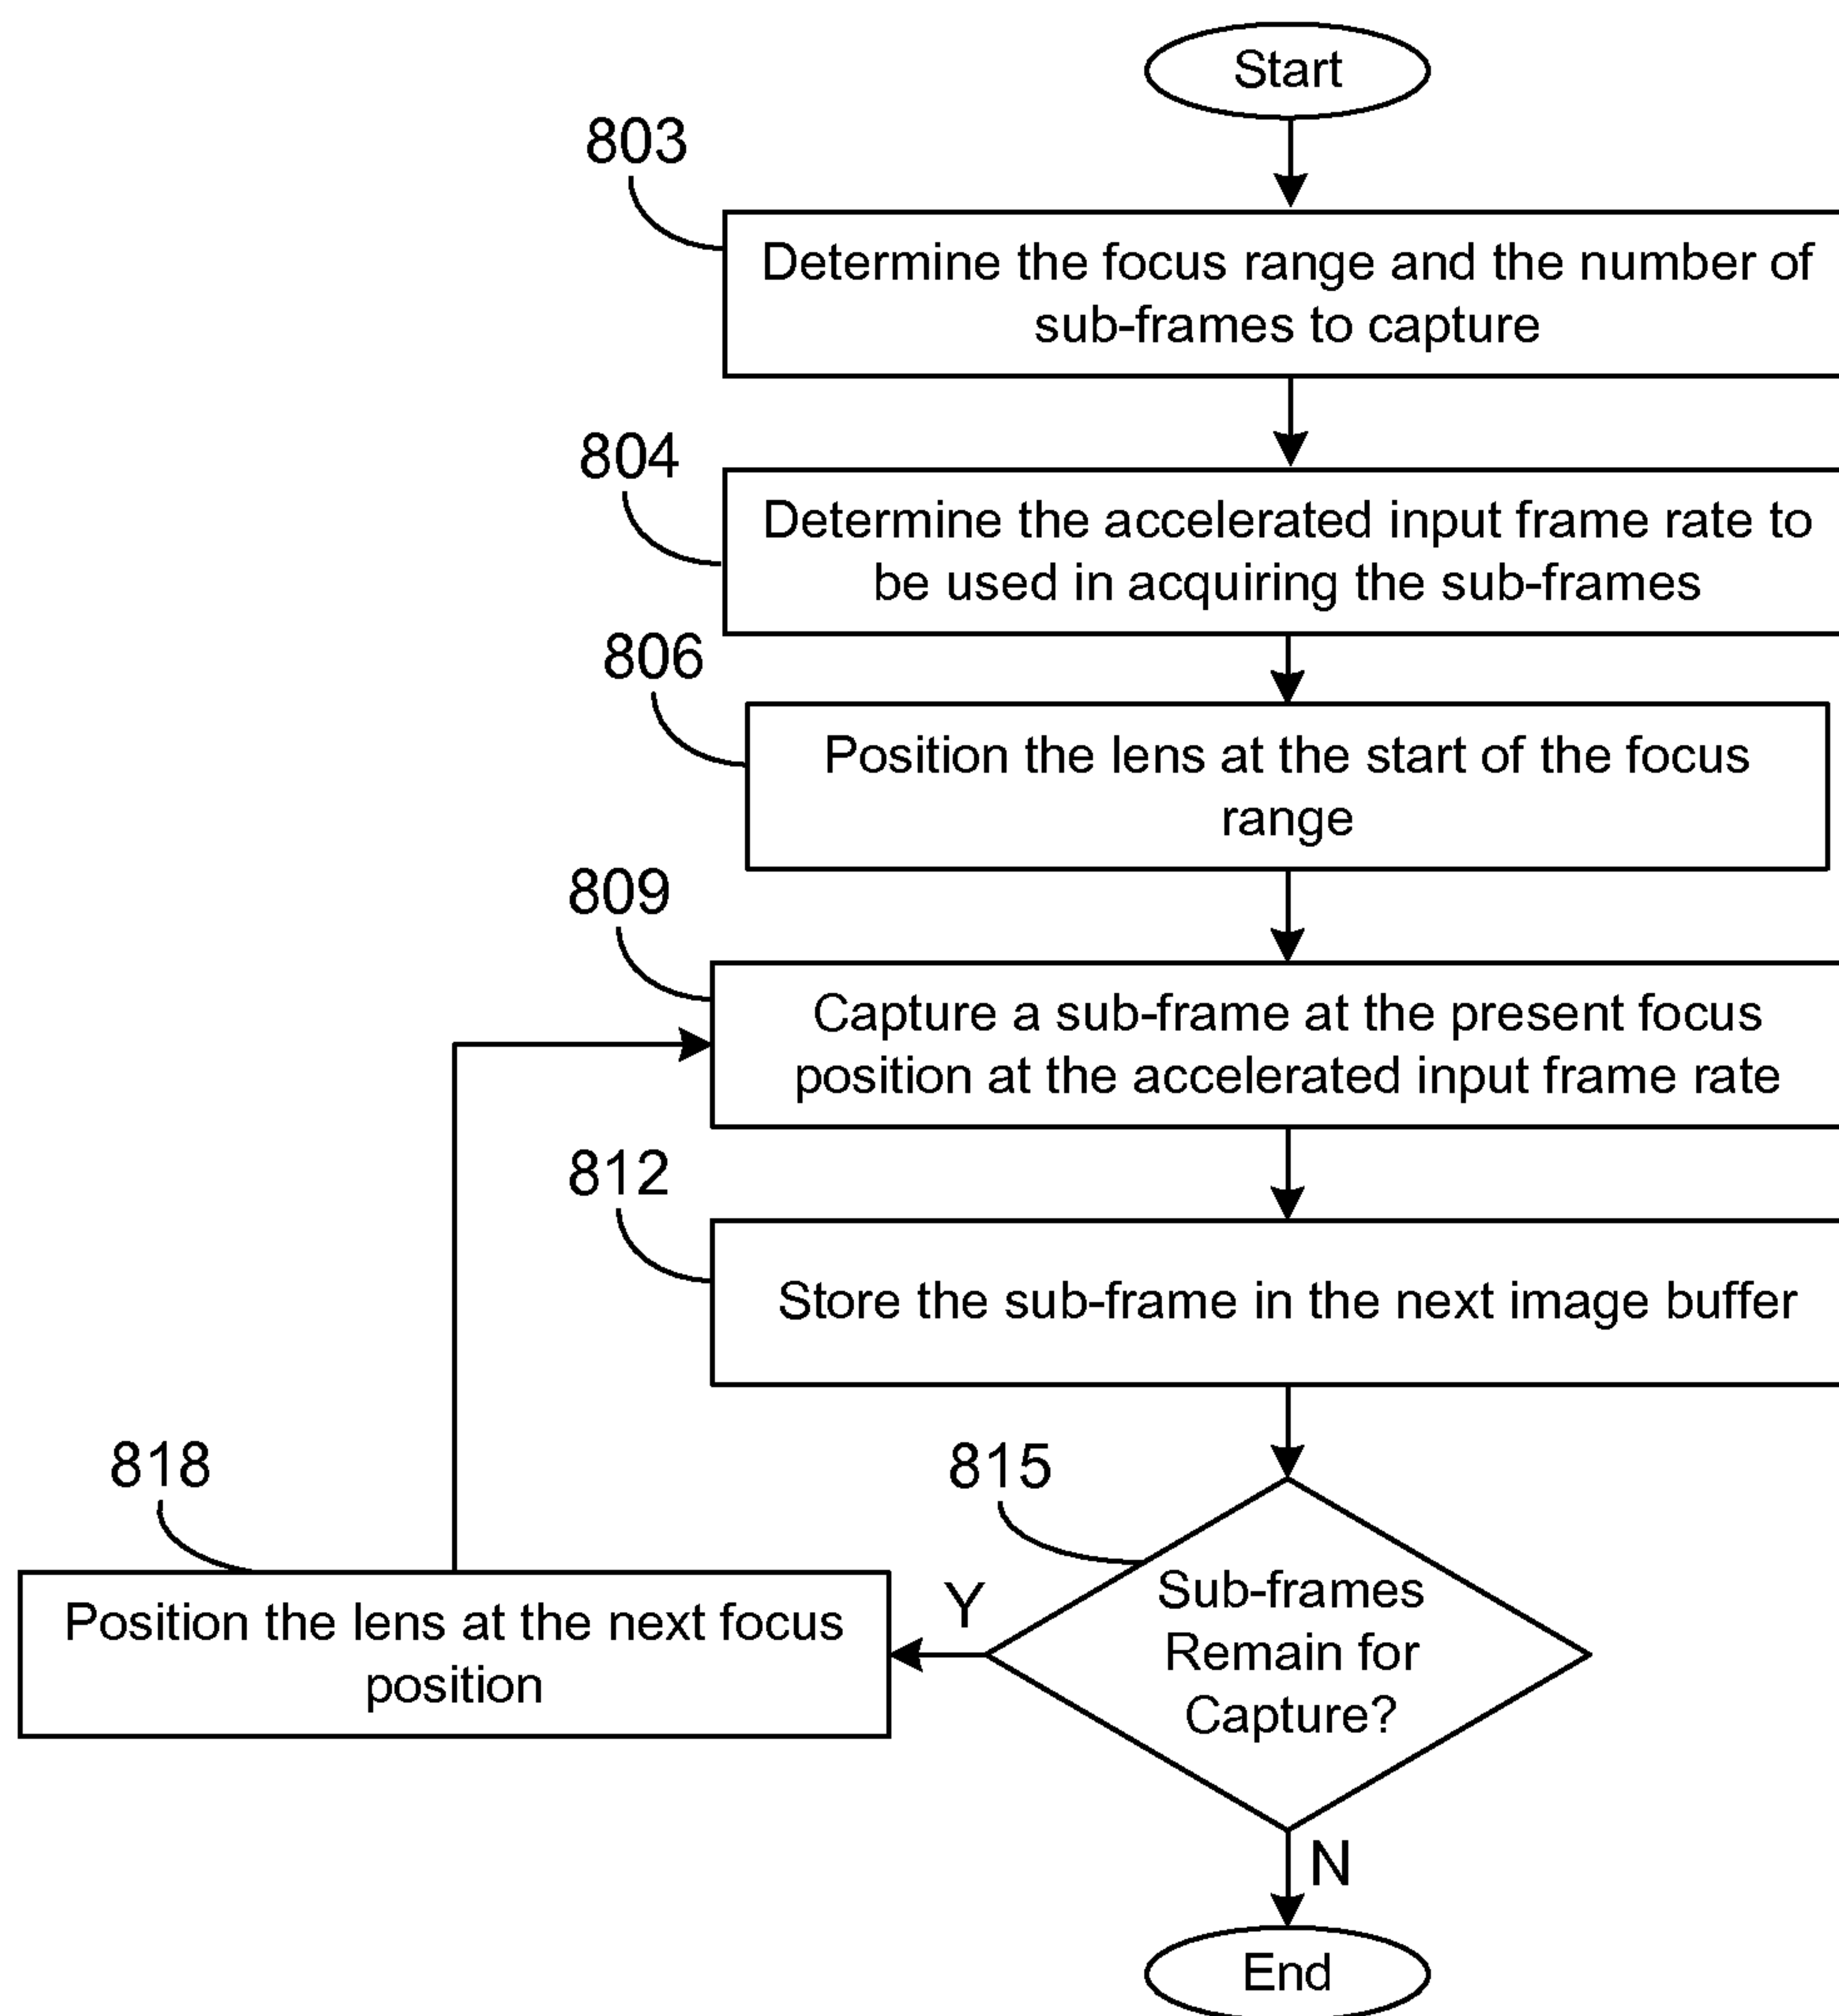 Start
803
Determine the focus range and the number of
sub-frames to capture
804
Determine the accelerated input frame rate to
be used in acquiring the sub-frames
806
Position the lens at the start of the focus
range
809
Capture a sub-frame at the present focus
position at the accelerated input frame rate
812
Store the sub-frame in the next image buffer
815
Sub-frames
Remain for
Capture?
Y
818
Position the lens at the next focus
position
N
End